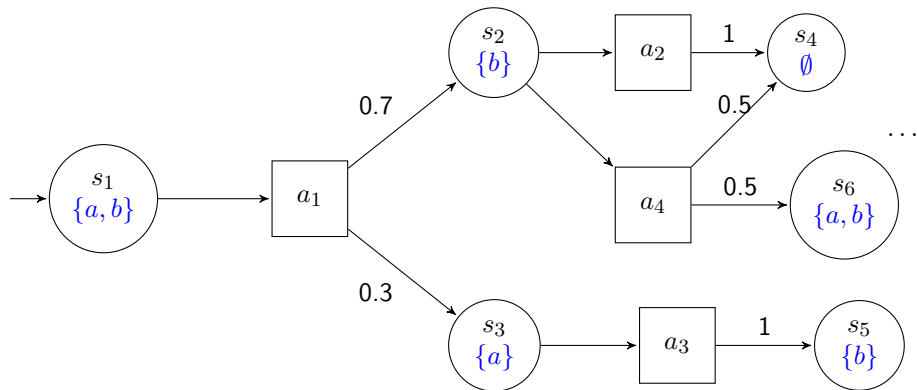 s₂
{b}
a₂
1
s₄
∅
0.7
0.5
...
s₁
{a, b}
a₁
a₄
0.5
s₆
{a, b}
0.3
s₃
{a}
a₃
1
s₅
{b}